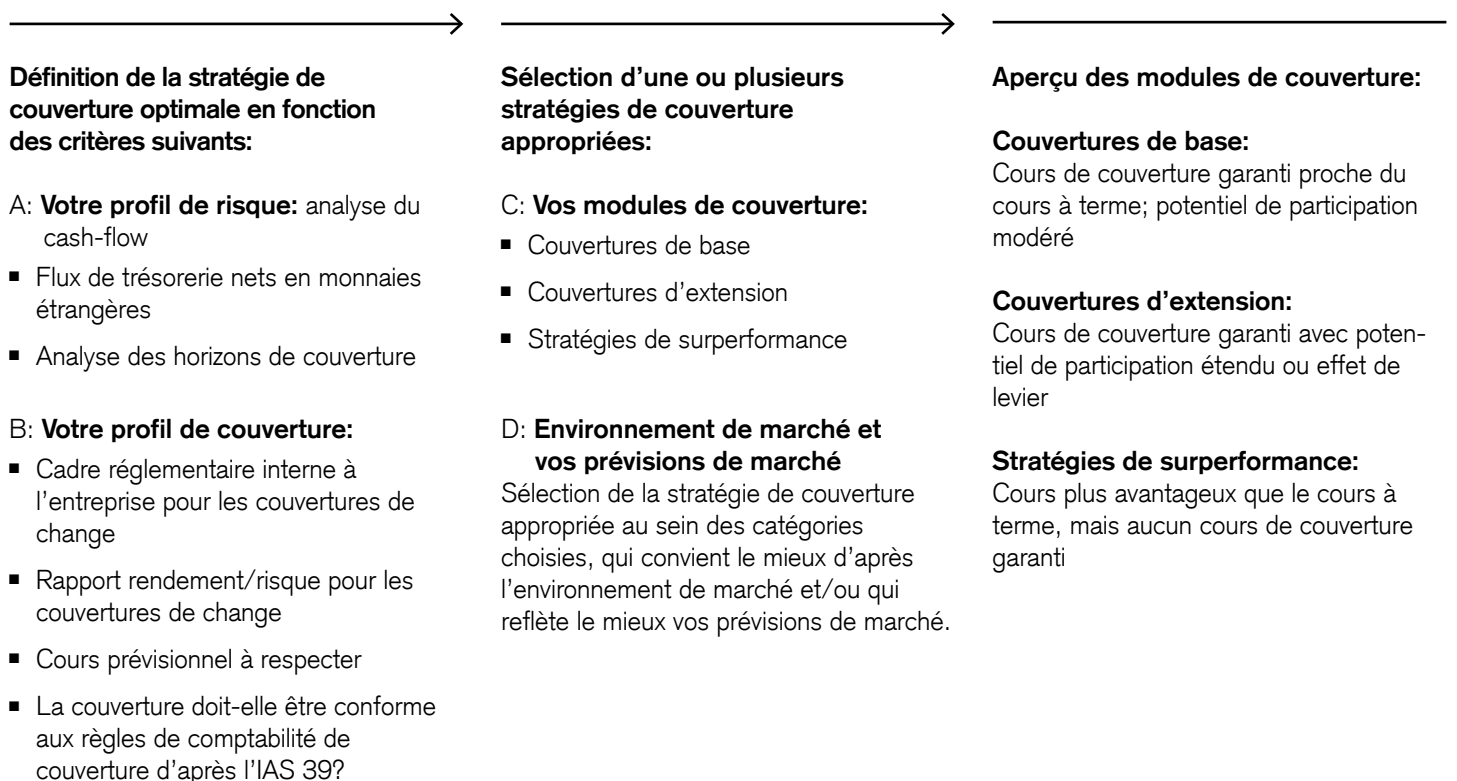 Définition de la stratégie de
couverture optimale en fonction
des critères suivants:
A: Votre profil de risque: analyse du
cash-flow
▪ Flux de trésorerie nets en monnaies
étrangères
▪ Analyse des horizons de couverture
B: Votre profil de couverture:
▪ Cadre réglementaire interne à
l'entreprise pour les couvertures de
change
▪ Rapport rendement/risque pour les
couvertures de change
▪ Cours prévisionnel à respecter
▪ La couverture doit-elle être conforme
aux règles de comptabilité de
couverture d'après l'IAS 39?
Sélection d'une ou plusieurs
stratégies de couverture
appropriées:
C: Vos modules de couverture:
▪ Couvertures de base
▪ Couvertures d'extension
▪ Stratégies de surperformance
D: Environnement de marché et
vos prévisions de marché
Sélection de la stratégie de couverture
appropriée au sein des catégories
choisies, qui convient le mieux d'après
l'environnement de marché et/ou qui
reflète le mieux vos prévisions de marché.
Aperçu des modules de couverture:
Couvertures de base:
Cours de couverture garanti proche du
cours à terme; potentiel de participation
modéré
Couvertures d'extension:
Cours de couverture garanti avec poten-
tiel de participation étendu ou effet de
levier
Stratégies de surperformance:
Cours plus avantageux que le cours à
terme, mais aucun cours de couverture
garanti